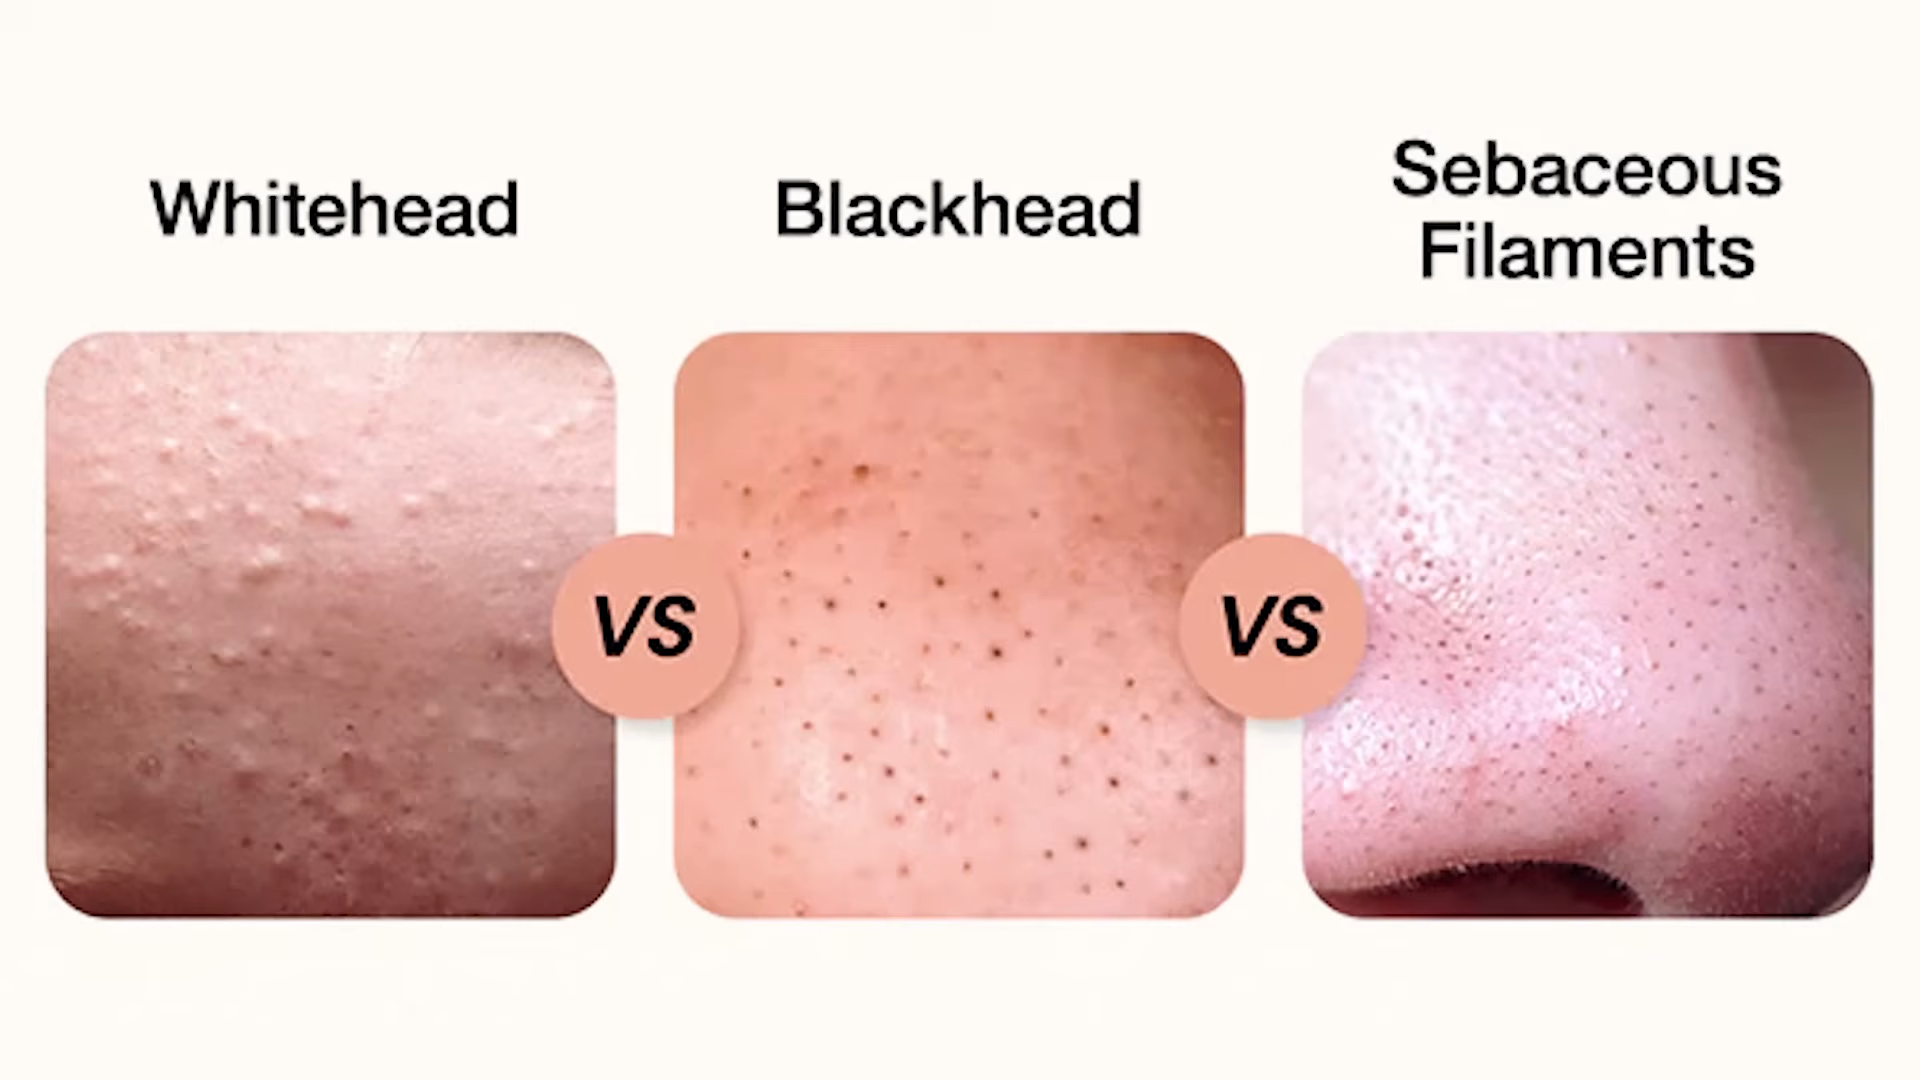 Whitehead
Blackhead
Sebaceous
Filaments
VS
VS